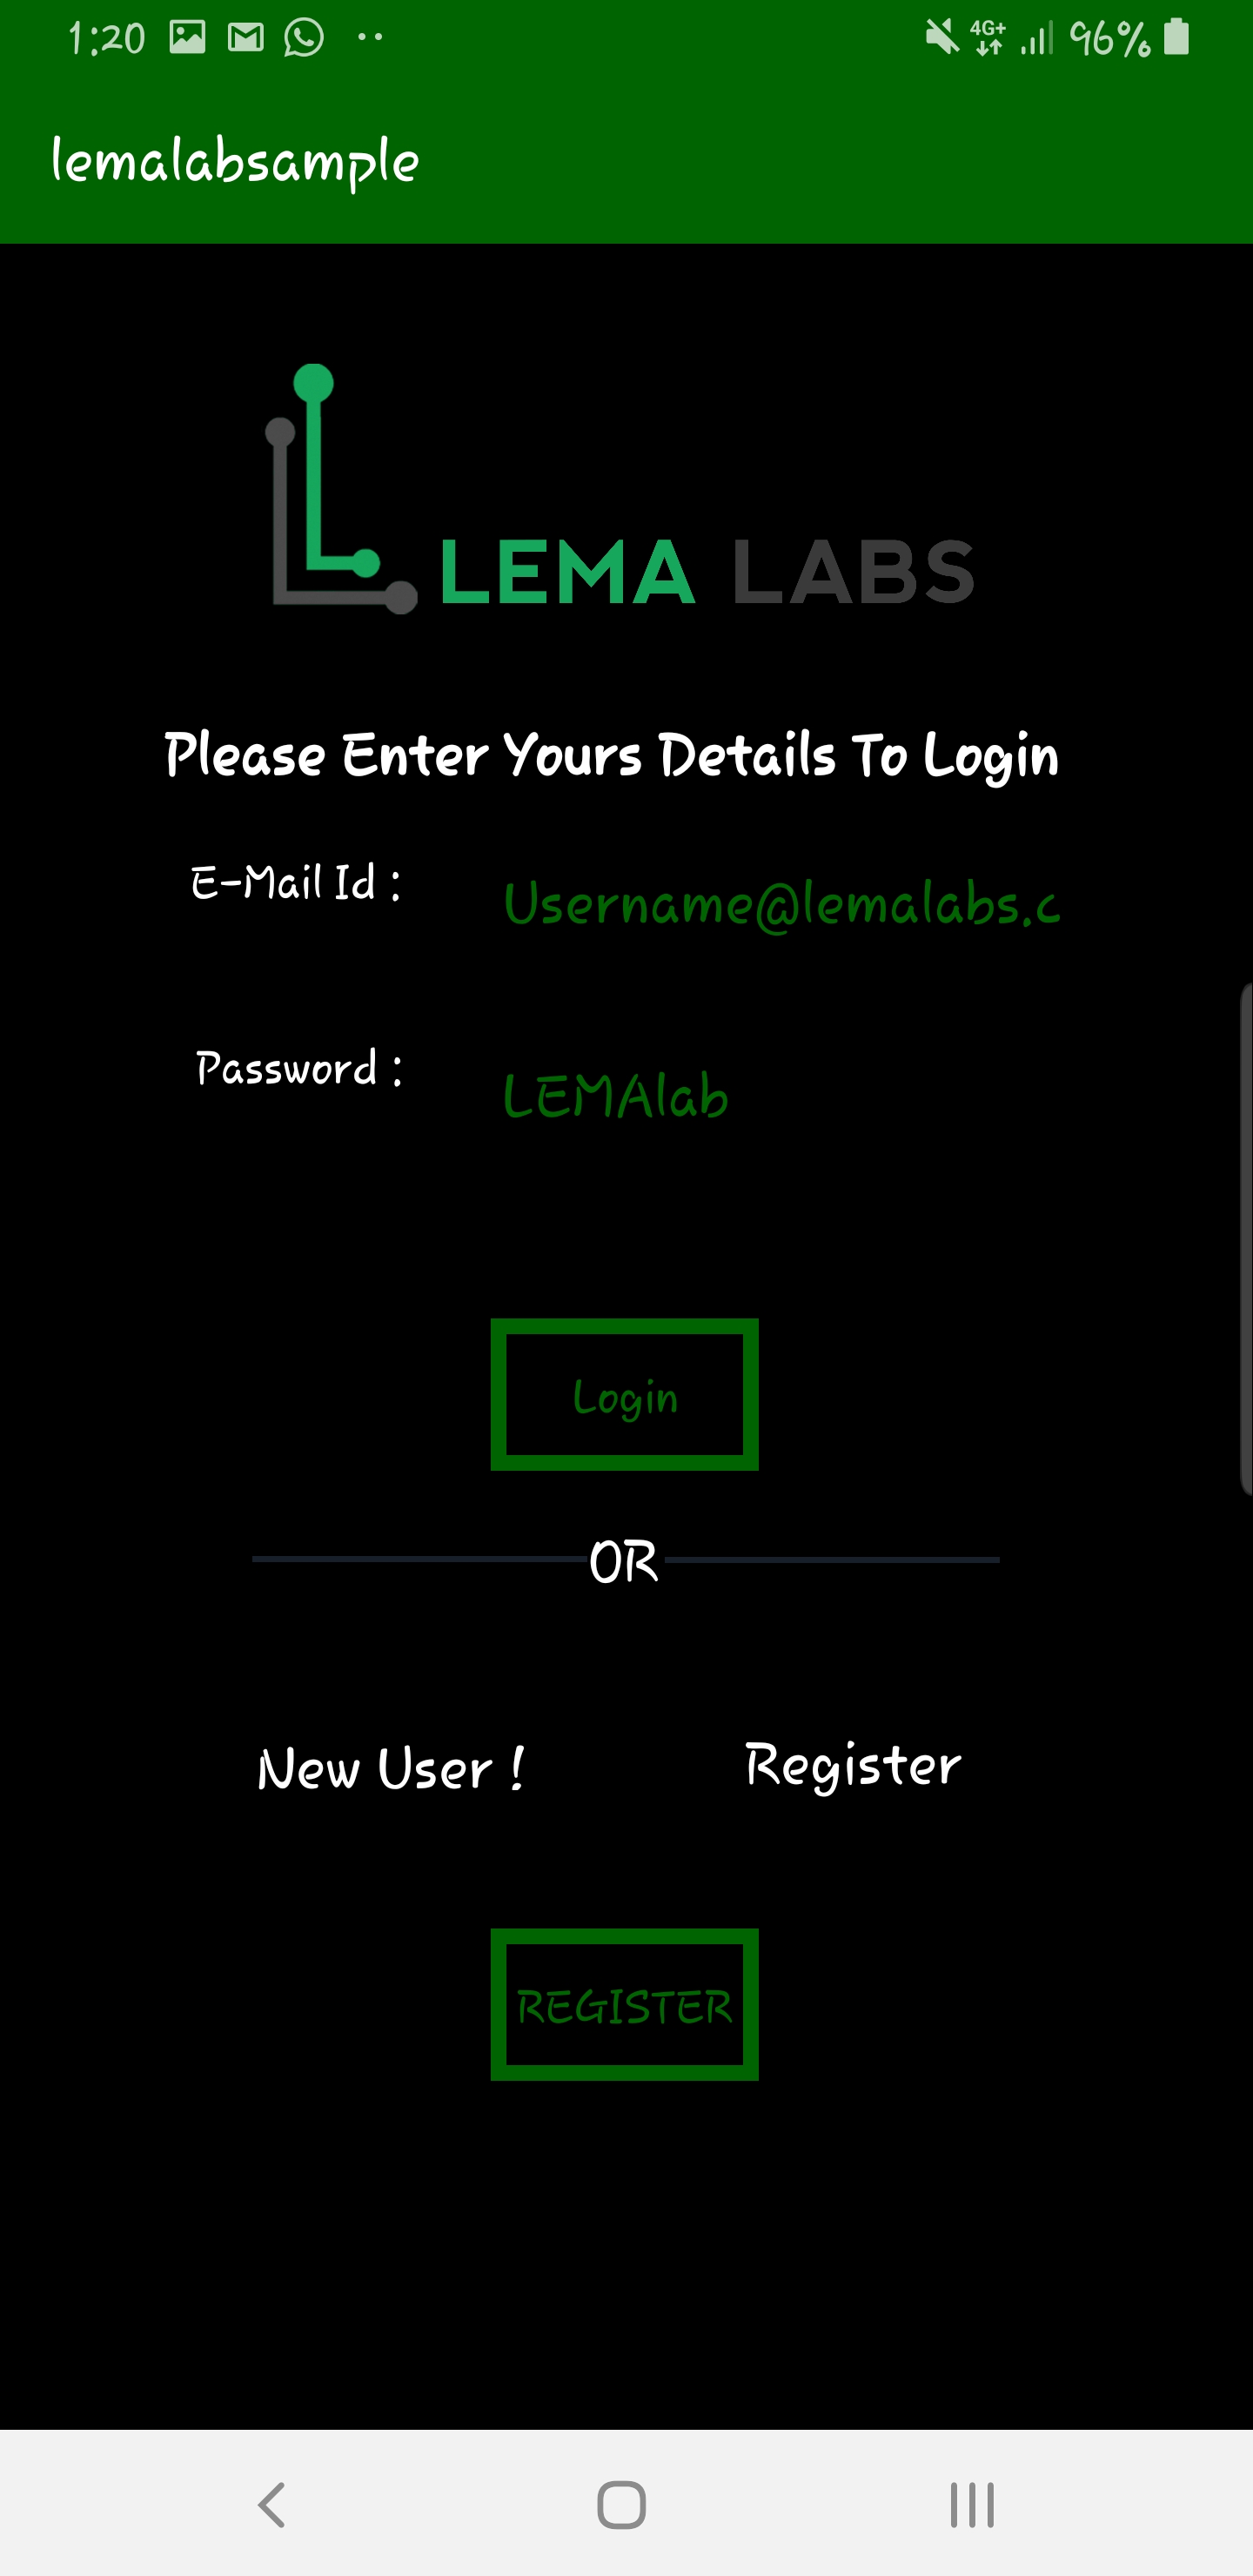 1:20 4G+ 96%
lemalabsample
LEMA LABS
Please Enter Yours Details To Login
E-Mail Id :
Username@lemalabs.c
Password :
LEMAlab
Login
OR
New User ! Register
REGISTER